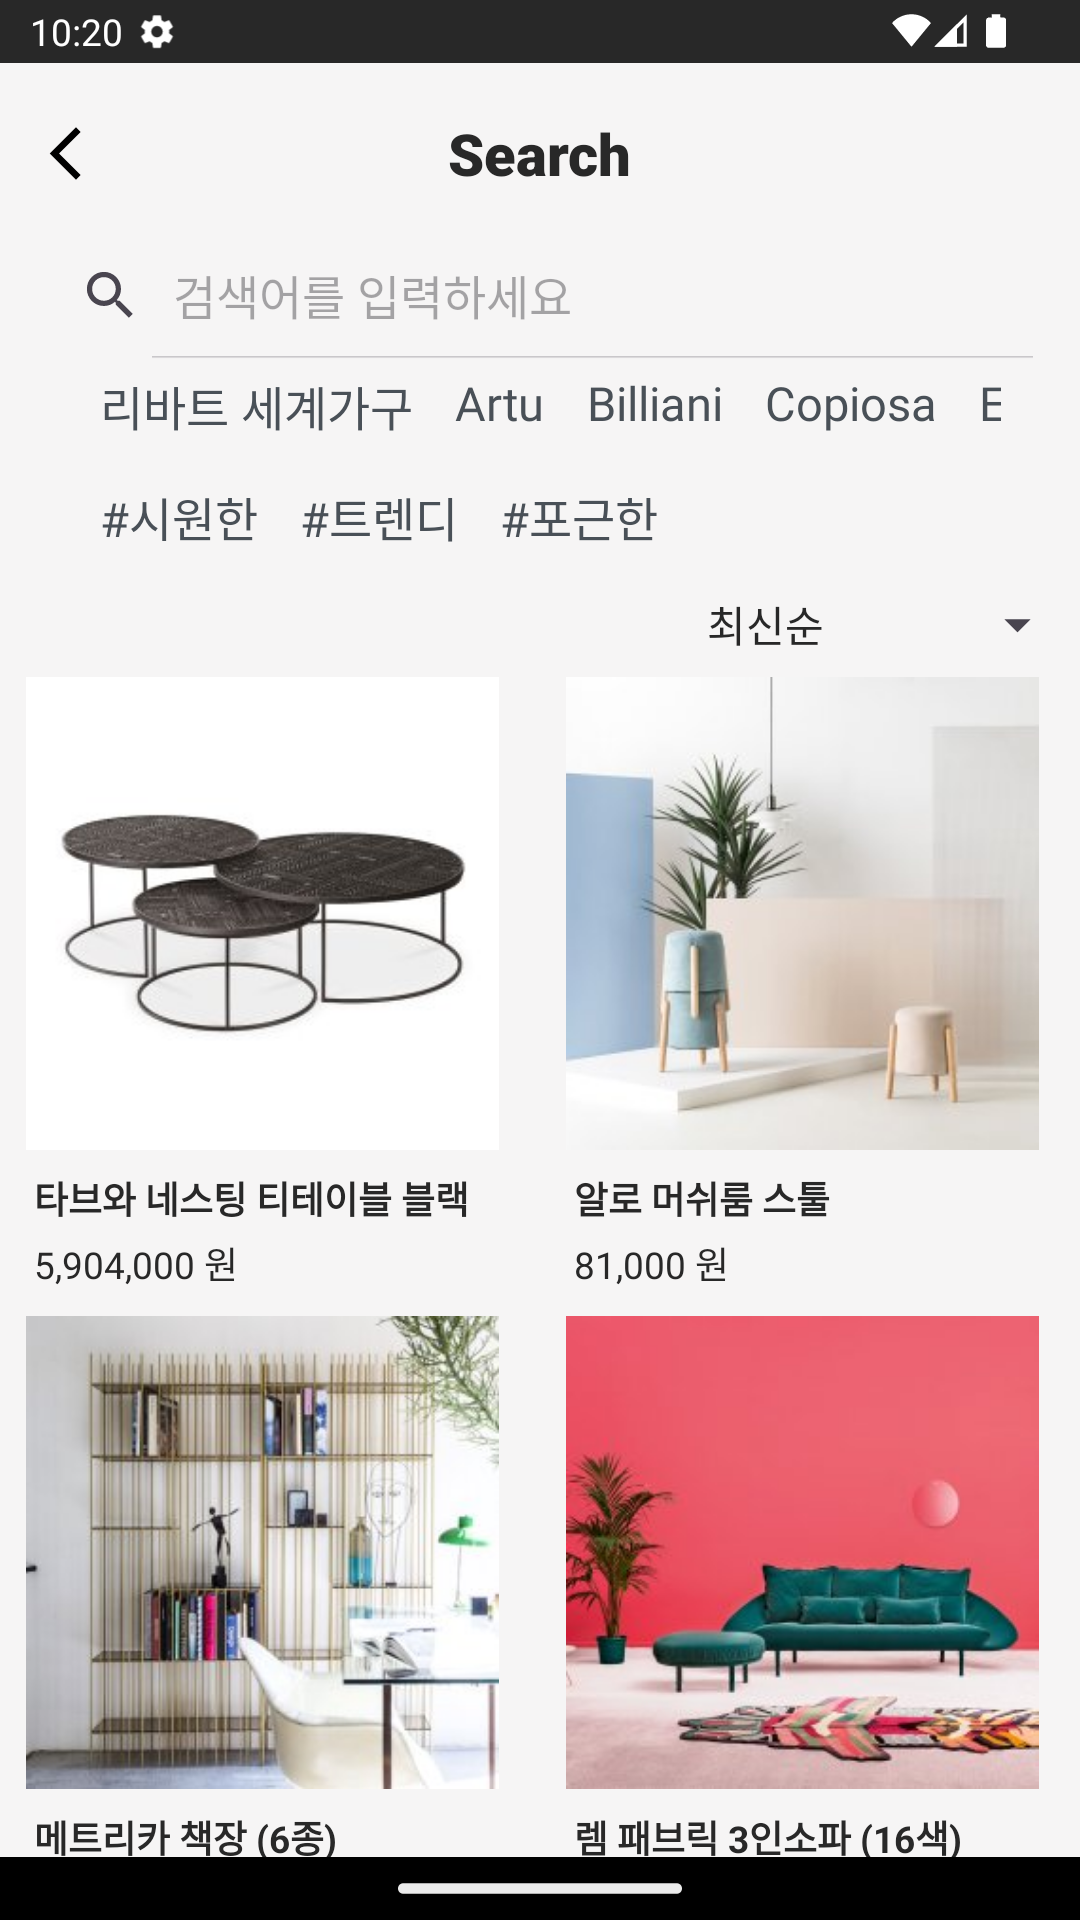 10:20
Search
검색어를 입력하세요
리바트 세계가구 Artu Billiani Copiosa E
#시원한 #트렌디 #포근한
최신순
타브와 네스팅 티테이블 블랙
알로 머쉬룸 스툴
5,904,000 원
81,000 원
메트리카 책장 (6종)
렘 패브릭 3인소파 (16색)